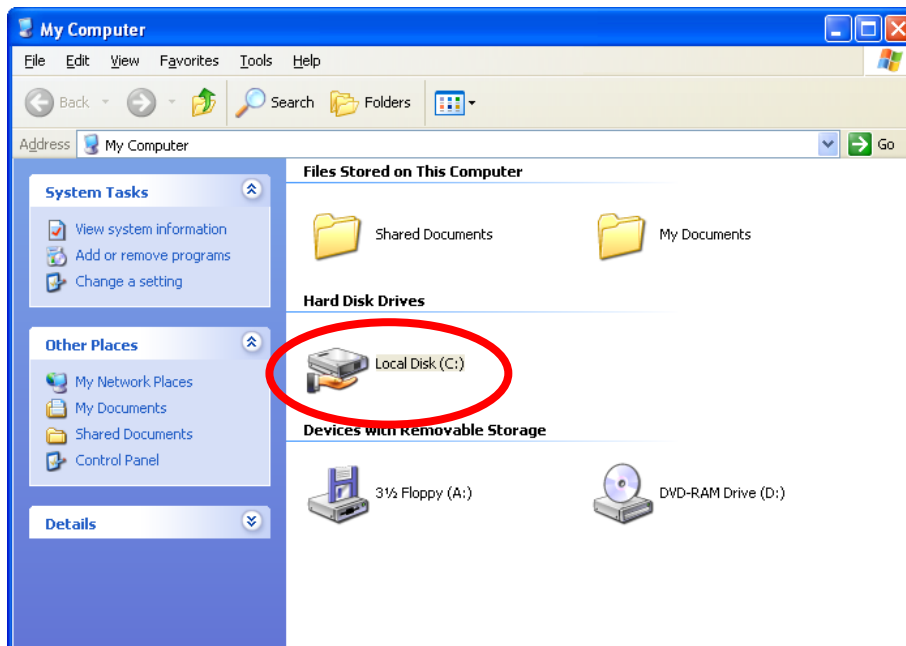 My Computer
File Edit View Favorites Tools Help
Back Search Folders
Address My Computer Go
System Tasks
View system information
Add or remove programs
Change a setting
Other Places
My Network Places
My Documents
Shared Documents
Control Panel
Details
Files Stored on This Computer
Shared Documents My Documents
Hard Disk Drives
Local Disk (C:)
Devices with Removable Storage
3½ Floppy (A:) DVD-RAM Drive (D:)